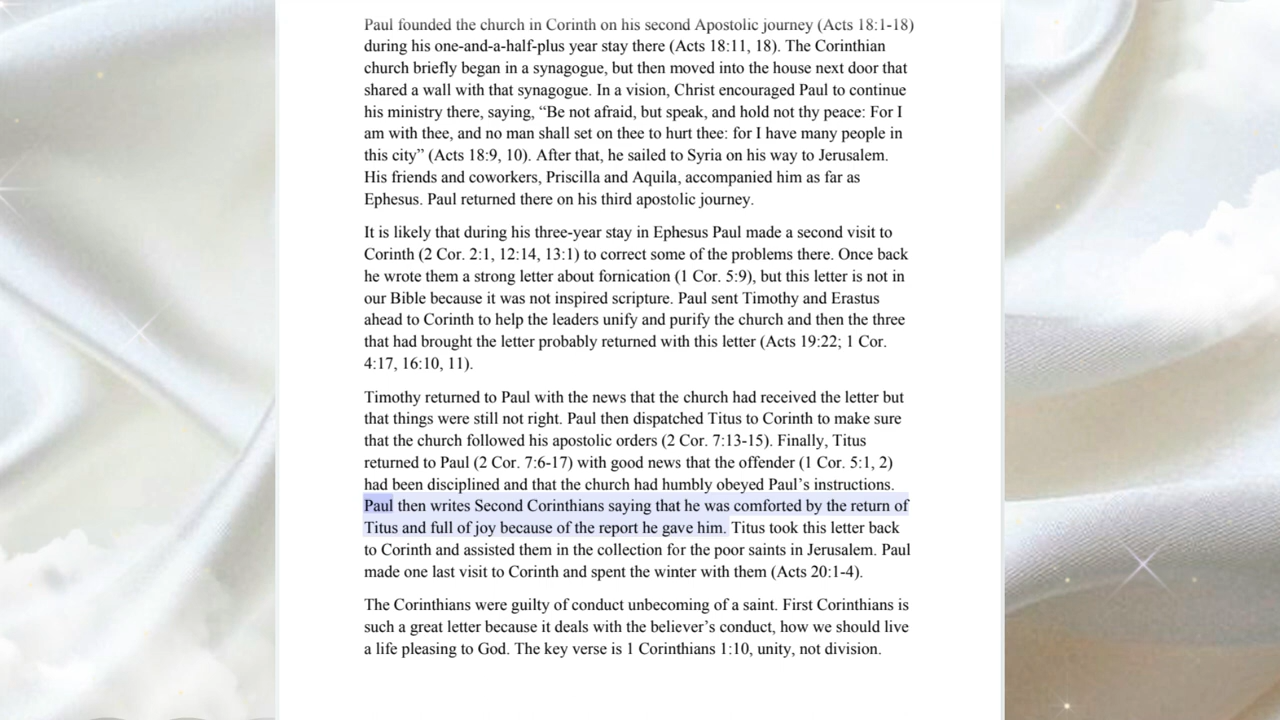 Paul founded the church in Corinth on his second Apostolic journey (Acts 18:1-18)
during his one-and-a-half-plus year stay there (Acts 18:11, 18). The Corinthian
church briefly began in a synagogue, but then moved into the house next door that
shared a wall with that synagogue. In a vision, Christ encouraged Paul to continue
his ministry there, saying, “Be not afraid, but speak, and hold not thy peace: For I
am with thee, and no man shall set on thee to hurt thee: for I have many people in
this city” (Acts 18:9, 10). After that, he sailed to Syria on his way to Jerusalem.
His friends and coworkers, Priscilla and Aquila, accompanied him as far as
Ephesus. Paul returned there on his third apostolic journey.
It is likely that during his three-year stay in Ephesus Paul made a second visit to
Corinth (2 Cor. 2:1, 12:14, 13:1) to correct some of the problems there. Once back
he wrote them a strong letter about fornication (1 Cor. 5:9), but this letter is not in
our Bible because it was not inspired scripture. Paul sent Timothy and Erastus
ahead to Corinth to help the leaders unify and purify the church and then the three
that had brought the letter probably returned with this letter (Acts 19:22; 1 Cor.
4:17, 16:10, 11).
Timothy returned to Paul with the news that the church had received the letter but
that things were still not right. Paul then dispatched Titus to Corinth to make sure
that the church followed his apostolic orders (2 Cor. 7:13-15). Finally, Titus
returned to Paul (2 Cor. 7:6-17) with good news that the offender (1 Cor. 5:1, 2)
had been disciplined and that the church had humbly obeyed Paul’s instructions.
Paul then writes Second Corinthians saying that he was comforted by the return of
Titus and full of joy because of the report he gave him. Titus took this letter back
to Corinth and assisted them in the collection for the poor saints in Jerusalem. Paul
made one last visit to Corinth and spent the winter with them (Acts 20:1-4).
The Corinthians were guilty of conduct unbecoming of a saint. First Corinthians is
such a great letter because it deals with the believer’s conduct, how we should live
a life pleasing to God. The key verse is 1 Corinthians 1:10, unity, not division.